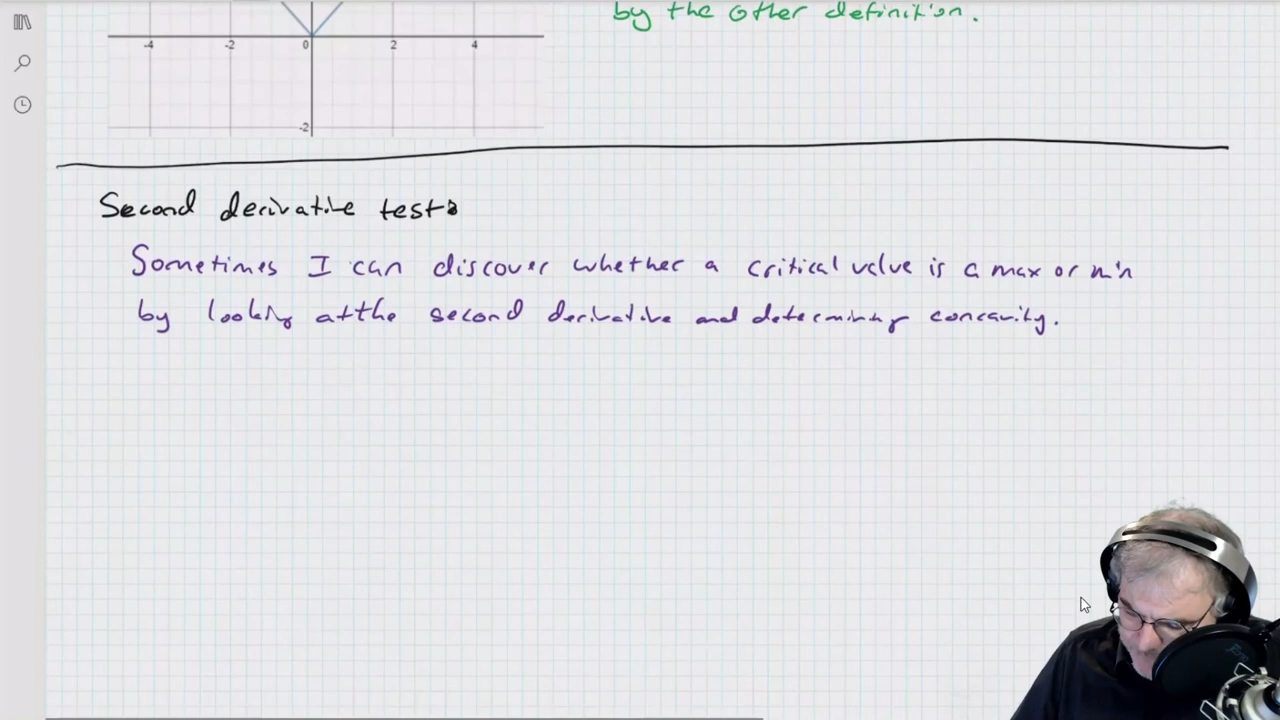 by the other definition.
-4 -2 0 2 4
-2
Second derivative test:
Sometimes I can discover whether a critical value is a max or min
by looking at the second derivative and determining concavity.